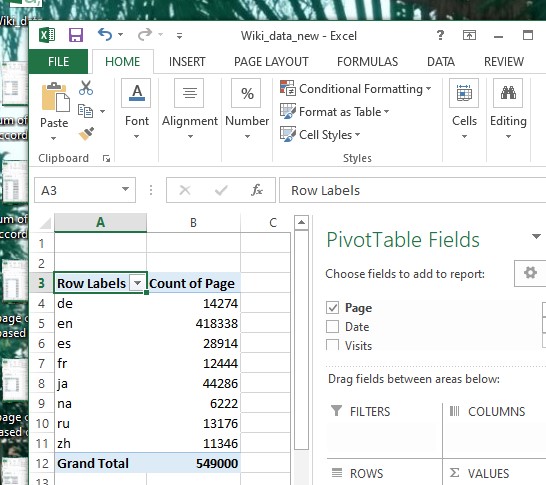 Wiki_data_new - Excel
?
FILE HOME INSERT PAGE LAYOUT FORMULAS DATA REVIEW
Paste
Clipboard
A
Font
Alignment
%
Number
Conditional Formatting
Format as Table
Cell Styles
Styles
Cells
Editing
A3
fx
Row Labels
A B C
1
2
3 Row Labels Count of Page
4 de 14274
5 en 418338
6 es 28914
7 fr 12444
8 ja 44286
9 na 6222
10 ru 13176
11 zh 11346
12 Grand Total 549000
13
PivotTable Fields
Choose fields to add to report:
Page
Date
Visits
Drag fields between areas below:
FILTERS
COLUMNS
ROWS
Σ VALUES